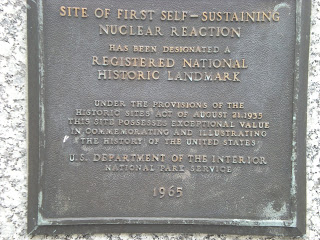 SITE OF FIRST SELF-SUSTAINING
NUCLEAR REACTION
HAS BEEN DESIGNATED A
REGISTERED NATIONAL
HISTORIC LANDMARK
UNDER THE PROVISIONS OF THE
HISTORIC SITES ACT OF AUGUST 21, 1935
THIS SITE POSSESSES EXCEPTIONAL VALUE
IN COMMEMORATING AND ILLUSTRATING
THE HISTORY OF THE UNITED STATES
U.S. DEPARTMENT OF THE INTERIOR
NATIONAL PARK SERVICE
1965